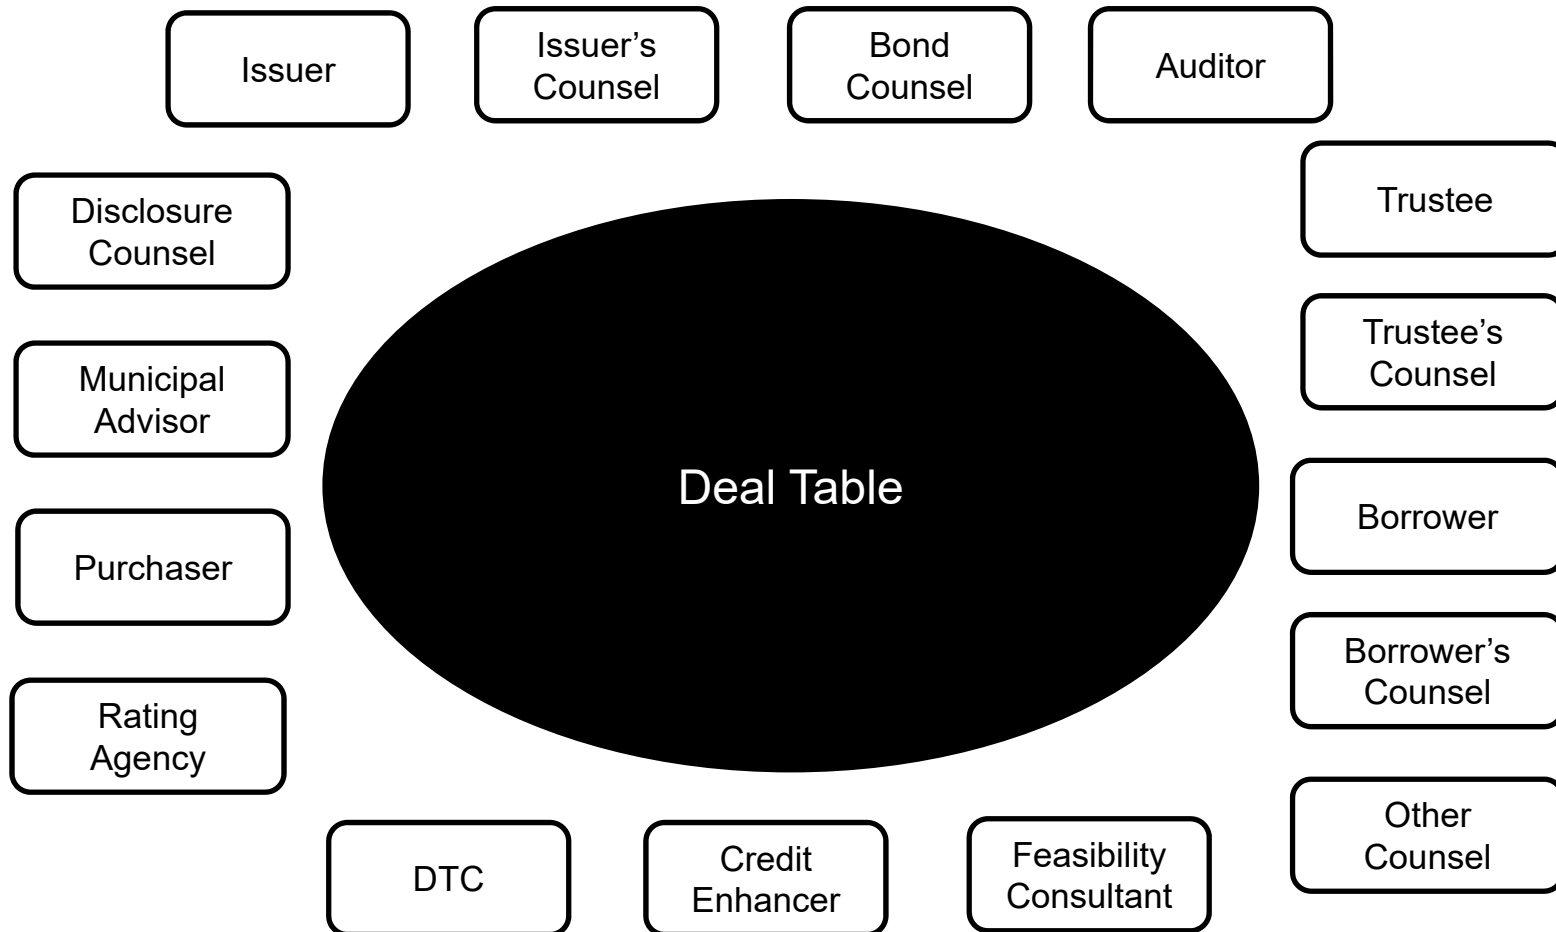 Issuer
Issuer’s
Counsel
Bond
Counsel
Auditor
Disclosure
Counsel
Trustee
Municipal
Advisor
Trustee’s
Counsel
Deal Table
Purchaser
Borrower
Rating
Agency
Borrower’s
Counsel
DTC
Credit
Enhancer
Feasibility
Consultant
Other
Counsel